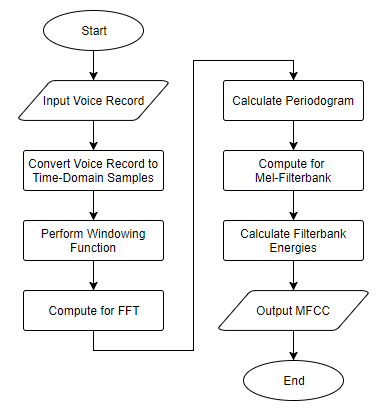 Start
Input Voice Record
Convert Voice Record to
Time-Domain Samples
Perform Windowing
Function
Compute for FFT
Calculate Periodogram
Compute for
Mel-Filterbank
Calculate Filterbank
Energies
Output MFCC
End